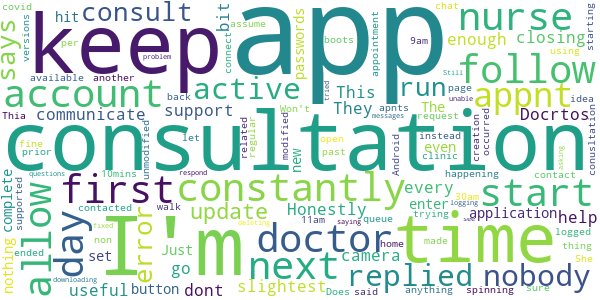 covid
versions
hit
consult
bit
assume
chat
per
keep
app
nurse
says
another
boots
9am
enough
closing
starting
passwords
connect
appointment
account
active
run
This
They
follow
appnt
available
back
using
page
Still
idea
communicate
support
The
even
Docrtos
consultation
complete
supported
fine
prior
unmodified
let
related
regular
modified
new
open
past
Won't
tried
apnts
Android
request
instead
clinic
creation
occurred
unable
messages
conusltation
problem
Thia
10mins
questions
respond
first
constantly
every
happening
contact
start
allow
day
error
I'm
time
update
Honestly
enter
application
help
11am
30am
logging
trying
logged
contacted
walk
Just
go
queue
camera
doctor
home
made
thing
nothing
ended
set
non
fixed
deleting
saying
see
She
useful
button
dont
next
replied
nobody
slightest
Does
said
anything
spinning
sure
downloading